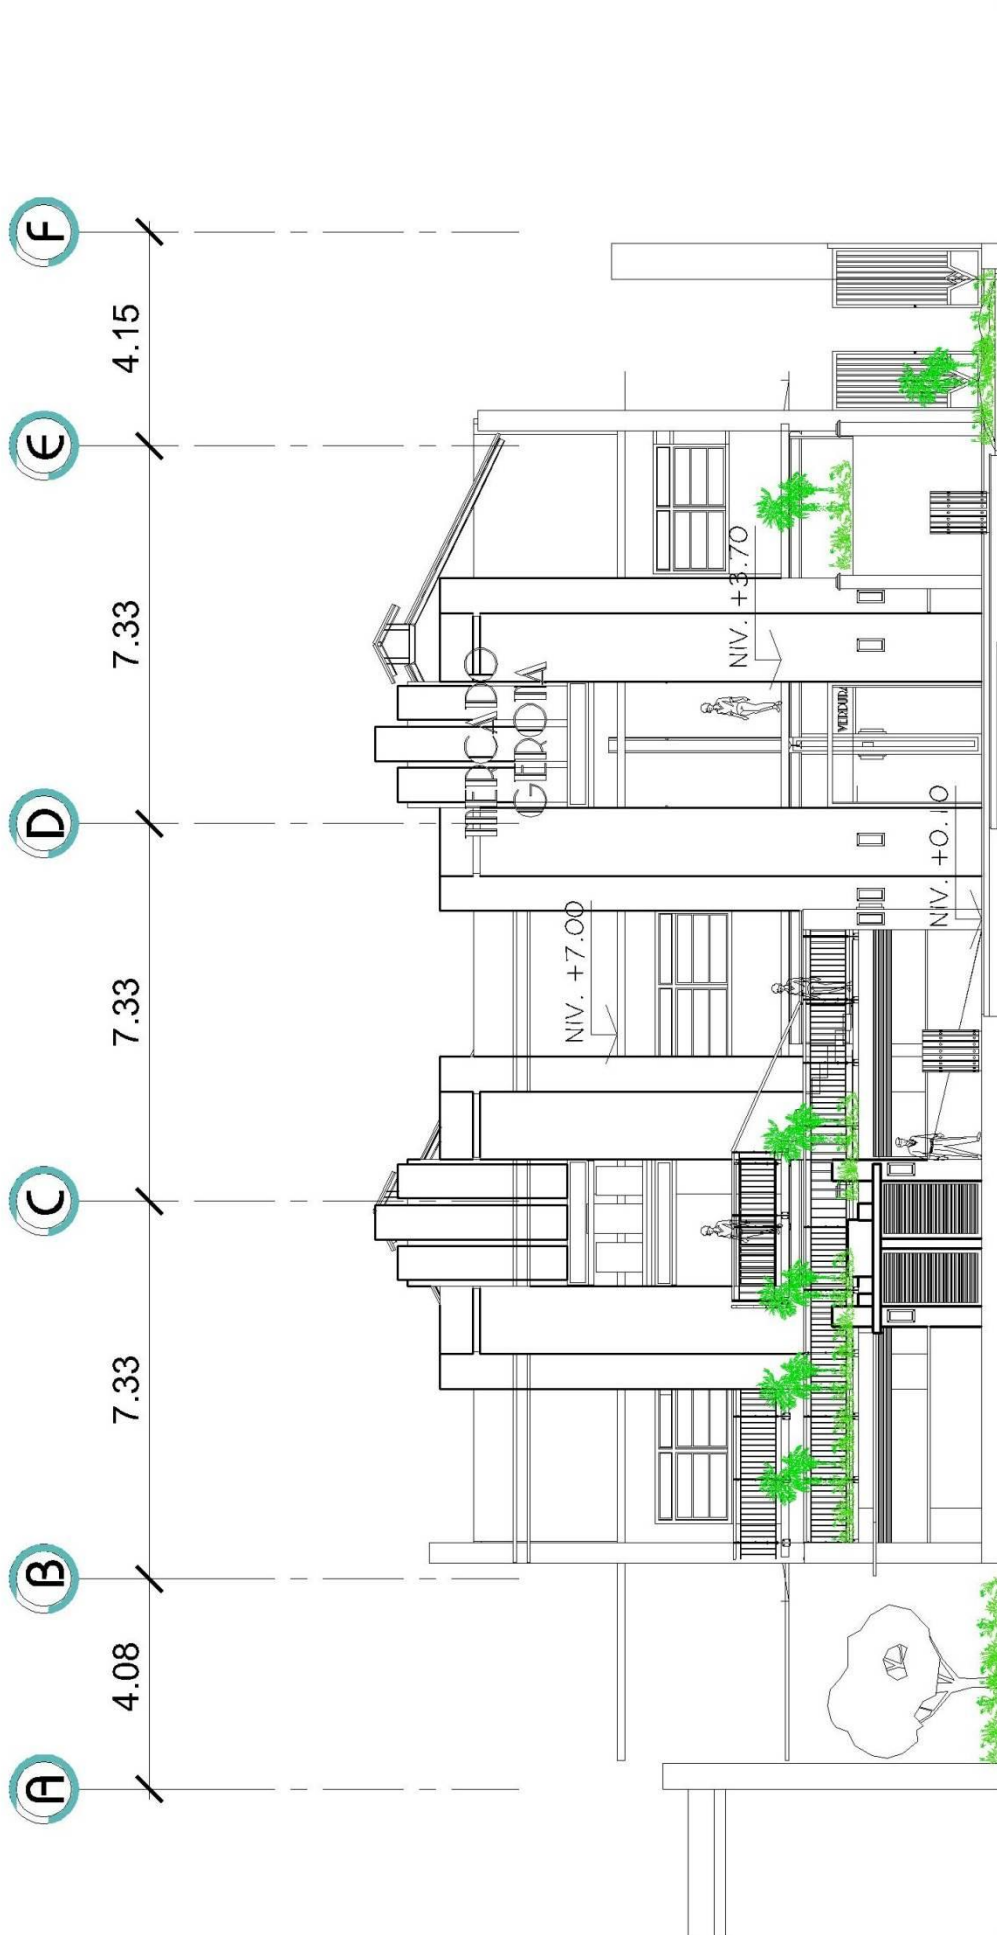 A B C D E F
4.08 7.33 7.33 7.33 4.15
MERCADO
GERONA
NIV. +7.00
NIV. +3.70
NIV. +0.10